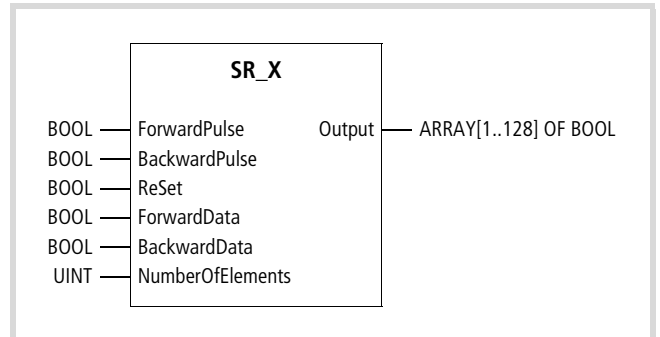 SR_X
BOOL ForwardPulse Output ARRAY[1..128] OF BOOL
BOOL BackwardPulse
BOOL ReSet
BOOL ForwardData
BOOL BackwardData
UINT NumberOfElements